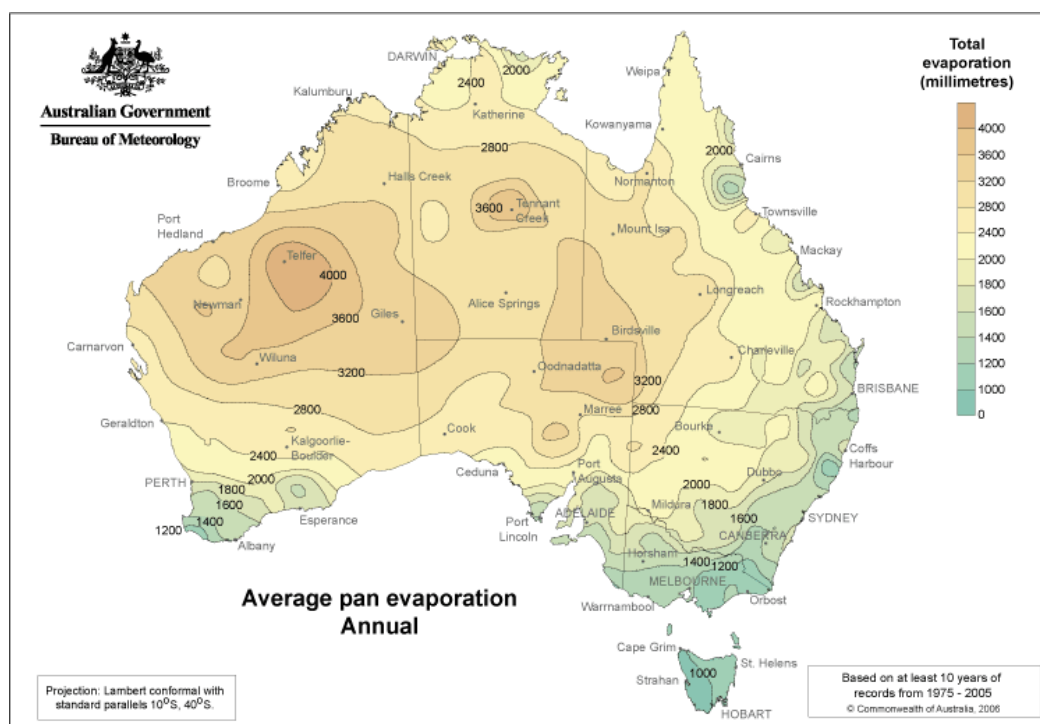 Australian Government
Bureau of Meteorology
Total
evaporation
(millimetres)
4000
3600
3200
2800
2400
2000
1800
1600
1400
1200
1000
0
DARWIN
2000
2400
Weipa
Kalumburu
Katherine
Kowanyama
2800
2000
Cairns
Broome
Halls Creek
Normanton
3600
Tennant
Creek
Townsville
Port
Hedland
Mount Isa
Mackay
Telfer
4000
Newman
Alice Springs
Longreach
Rockhampton
3600
Giles
Birdsville
Carnarvon
Wiluna
3200
Oodnadatta
3200
Charleville
BRISBANE
2800
Marree
2800
Geraldton
Cook
Bourke
Kalgoorlie-
Boulder
2400
2400
Coffs
Harbour
Ceduna
Port
Augusta
Dubbo
PERTH
2000
1800
2000
1600
Mildura
1800
1400
Esperance
Port
Lincoln
ADELAIDE
1600
SYDNEY
1200
Albany
CANBERRA
Horsham
1400
1200
MELBOURNE
Average pan evaporation
Annual
Warrnambool
Orbost
Cape Grim
St. Helens
Strahan
1000
HOBART
Projection: Lambert conformal with
standard parallels 10°S, 40°S.
Based on at least 10 years of
records from 1975 - 2005
© Commonwealth of Australia, 2006